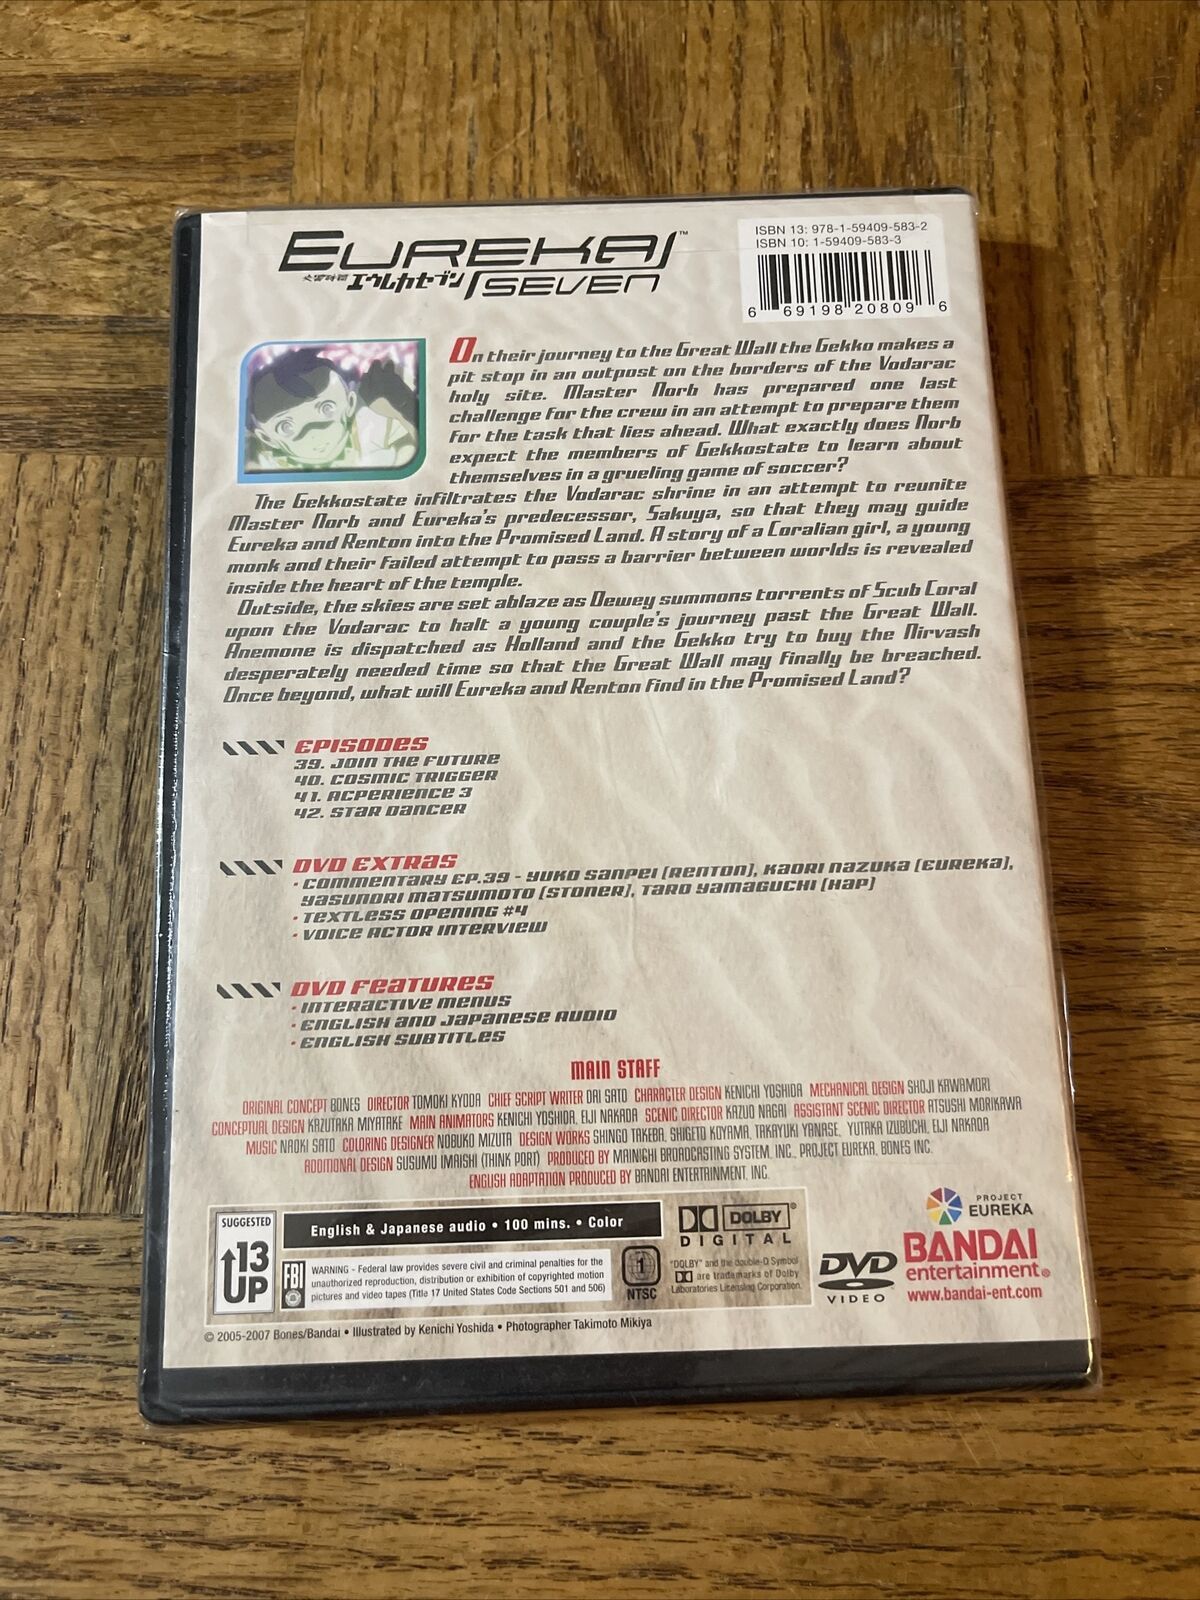 EUREKA SEVEN™
交響詩篇 エウレカセブン
ISBN 13: 978-1-59409-583-2
ISBN 10: 1-59409-583-3
6 69198 20809 6
On their journey to the Great Wall the Gekko makes a
pit stop in an outpost on the borders of the Vodarac
holy site. Master Norb has prepared one last
challenge for the crew in an attempt to prepare them
for the task that lies ahead. What exactly does Norb
expect the members of Gekkostate to learn about
themselves in a grueling game of soccer?
The Gekkostate infiltrates the Vodarac shrine in an attempt to reunite
Master Norb and Eureka's predecessor, Sakuya, so that they may guide
Eureka and Renton into the Promised Land. A story of a Coralian girl, a young
monk and their failed attempt to pass a barrier between worlds is revealed
inside the heart of the temple.
Outside, the skies are set ablaze as Dewey summons torrents of Scub Coral
upon the Vodarac to halt a young couple's journey past the Great Wall.
Anemone is dispatched as Holland and the Gekko try to buy the Nirvash
desperately needed time so that the Great Wall may finally be breached.
Once beyond, what will Eureka and Renton find in the Promised Land?
EPISODES
39. JOIN THE FUTURE
40. COSMIC TRIGGER
41. ACPERIENCE 3
42. STAR DANCER
DVD EXTRAS
• COMMENTARY EP.39 - YUKO SANPEI (RENTON), KAORI NAZUKA (EUREKA),
YASUNORI MATSUMOTO (STONER), TARO YAMAGUCHI (HAP)
• TEXTLESS OPENING #4
• VOICE ACTOR INTERVIEW
DVD FEATURES
• INTERACTIVE MENUS
• ENGLISH AND JAPANESE AUDIO
• ENGLISH SUBTITLES
MAIN STAFF
ORIGINAL CONCEPT BONES DIRECTOR TOMOKI KYODA CHIEF SCRIPT WRITER DAI SATO CHARACTER DESIGN KENICHI YOSHIDA MECHANICAL DESIGN SHOJI KAWAMORI
CONCEPTUAL DESIGN KAZUTAKA MIYATAKE MAIN ANIMATORS KENICHI YOSHIDA, EIJI NAKADA SCENIC DIRECTOR KAZUO NAGAI ASSISTANT SCENIC DIRECTOR ATSUSHI MORIKAWA
MUSIC NAOKI SATO COLORING DESIGNER NOBUKO MIZUTA DESIGN WORKS SHINGO TAKEBA, SHIGETO KOYAMA, TAKAYUKI YANASE, YUTAKA IZUBUCHI, EIJI NAKADA
ADDITIONAL DESIGN SUSUMU IMAISHI (THINK PORT) PRODUCED BY MAINICHI BROADCASTING SYSTEM, INC., PROJECT EUREKA, BONES INC.
ENGLISH ADAPTATION PRODUCED BY BANDAI ENTERTAINMENT, INC.
SUGGESTED
13
UP
English & Japanese audio • 100 mins. • Color
FBI
WARNING - Federal law provides severe civil and criminal penalties for the
unauthorized reproduction, distribution or exhibition of copyrighted motion
pictures and video tapes (Title 17 United States Code Sections 501 and 506)
1
NTSC
DOLBY®
DIGITAL
"DOLBY" and the double-D Symbol
are trademarks of Dolby
Laboratories Licensing Corporation.
DVD
VIDEO
PROJECT
EUREKA
BANDAI
entertainment®
www.bandai-ent.com
© 2005-2007 Bones/Bandai • Illustrated by Kenichi Yoshida • Photographer Takimoto Mikiya